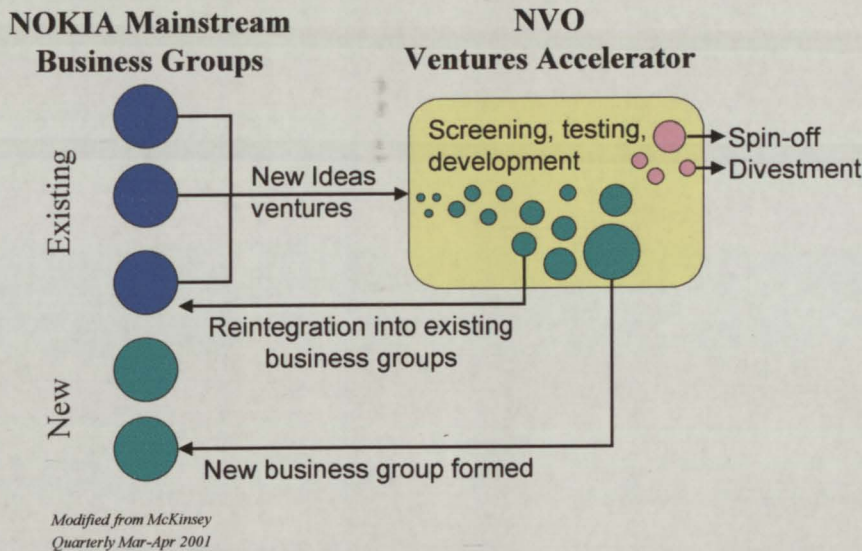 NOKIA Mainstream
Business Groups
NVO
Ventures Accelerator
Existing
New
New Ideas
ventures
Screening, testing,
development
Spin-off
Divestment
Reintegration into existing
business groups
New business group formed
Modified from McKinsey
Quarterly Mar-Apr 2001